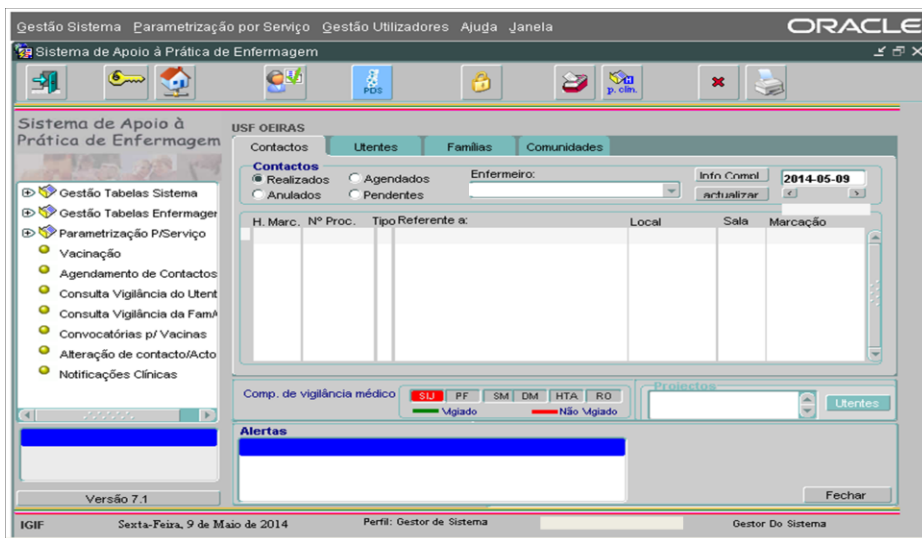 Gestão Sistema Parametrização por Serviço Gestão Utilizadores Ajuda Janela
ORACLE
Sistema de Apoio à Prática de Enfermagem
PDS
p. clin.
Sistema de Apoio à
Prática de Enfermagem
Gestão Tabelas Sistema
Gestão Tabelas Enfermager
Parametrização P/Serviço
Vacinação
Agendamento de Contactos
Consulta Vigilância do Utent
Consulta Vigilância da Fam/
Convocatórias p/ Vacinas
Alteração de contacto/Acto
Notificações Clínicas
Versão 7.1
USF OEIRAS
Contactos Utentes Famílias Comunidades
Contactos
Realizados Agendados
Anulados Pendentes
Enfermeiro:
Info Compl
actualizar
2014-05-09
H. Marc. Nº Proc. Tipo Referente a: Local Sala Marcação
Comp. de vigilância médico SIJ PF SM DM HTA RO
Vigiado Não Vigiado
Projectos
Utentes
Alertas
Fechar
IGIF Sexta-Feira, 9 de Maio de 2014 Perfil: Gestor de Sistema Gestor Do Sistema